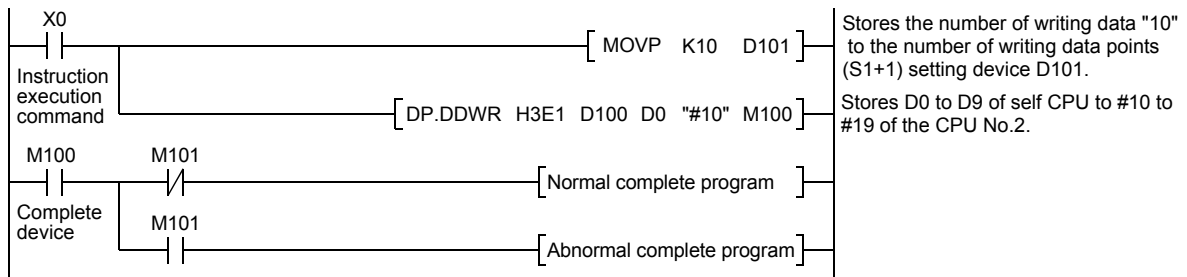 X0
MOVP K10 D101
Stores the number of writing data "10"
to the number of writing data points
(S1+1) setting device D101.
Instruction
execution
command
DP.DDWR H3E1 D100 D0 "#10" M100
Stores D0 to D9 of self CPU to #10 to
#19 of the CPU No.2.
M100
M101
Normal complete program
Complete
device
M101
Abnormal complete program